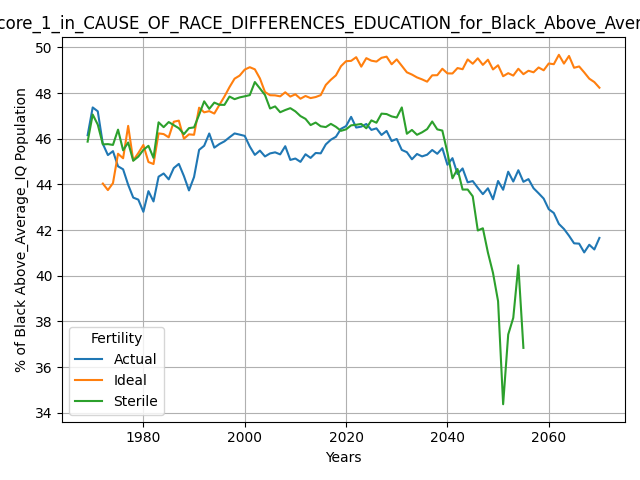 core_1_in_CAUSE_OF_RACE_DIFFERENCES_EDUCATION_for_Black_Above_Aver
% of Black Above_Average_IQ Population
50
48
46
44
42
40
38
36
34
Fertility
Actual
Ideal
Sterile
1980
2000
2020
2040
2060
Years